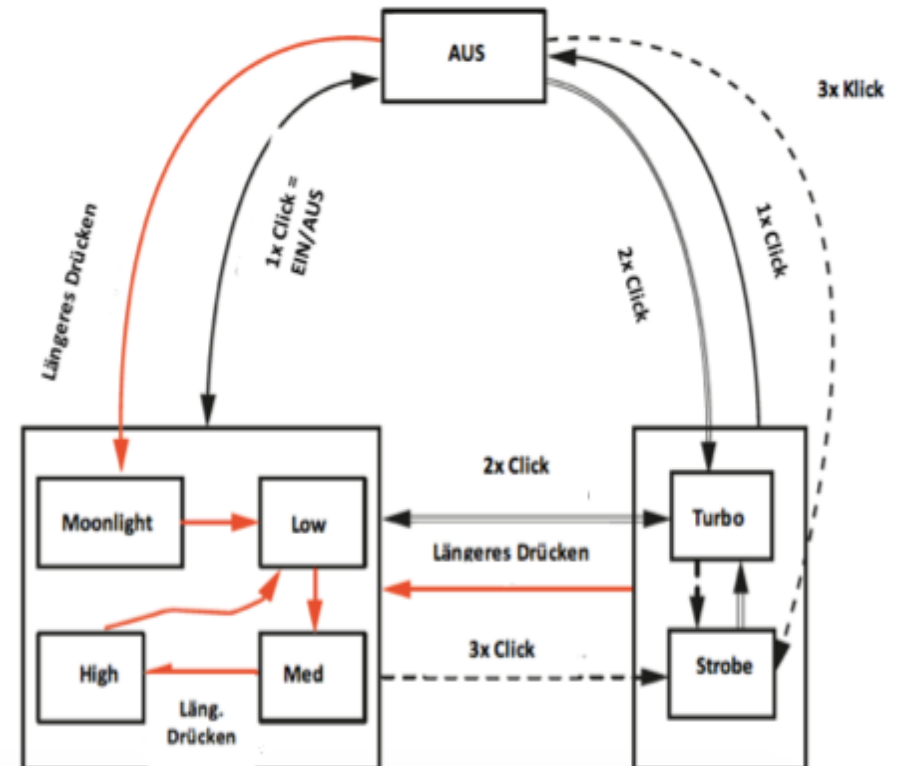 AUS
3x Klick
Längeres Drücken
1x Click =
EIN/AUS
2x Click
1x Click
Moonlight
Low
2x Click
Turbo
Längeres Drücken
High
Med
3x Click
Strobe
Läng.
Drücken